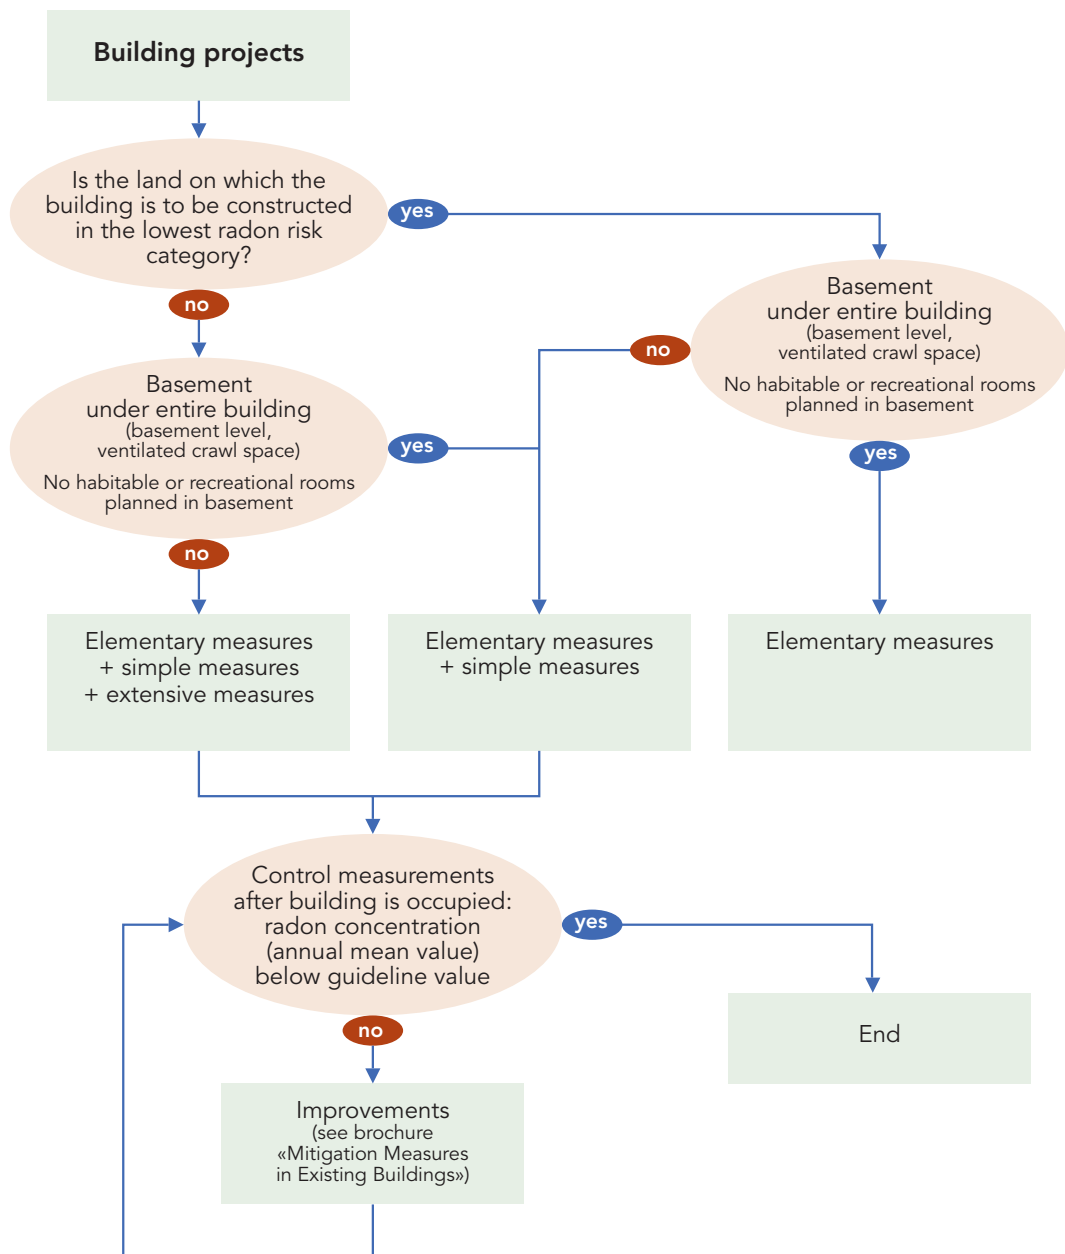 Building projects
Is the land on which the
building is to be constructed
in the lowest radon risk
category?
yes
no
Basement
under entire building
(basement level,
ventilated crawl space)
No habitable or recreational rooms
planned in basement
no
yes
Basement
under entire building
(basement level,
ventilated crawl space)
No habitable or recreational rooms
planned in basement
yes
no
Elementary measures
+ simple measures
+ extensive measures
Elementary measures
+ simple measures
Elementary measures
Control measurements
after building is occupied:
radon concentration
(annual mean value)
below guideline value
yes
no
End
Improvements
(see brochure
«Mitigation Measures
in Existing Buildings»)